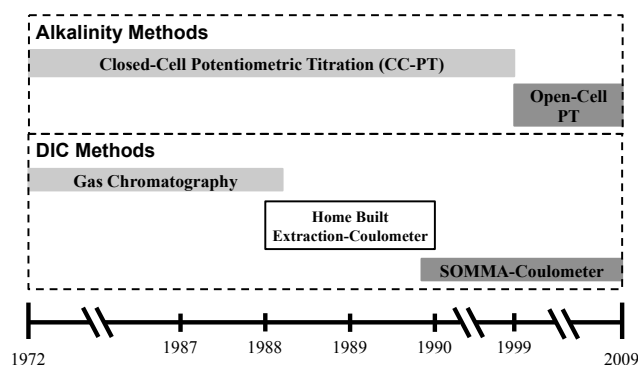 Alkalinity Methods
Closed-Cell Potentiometric Titration (CC-PT)
Open-Cell
PT
DIC Methods
Gas Chromatography
Home Built
Extraction-Coulometer
SOMMA-Coulometer
1972 1987 1988 1989 1990 1999 2009